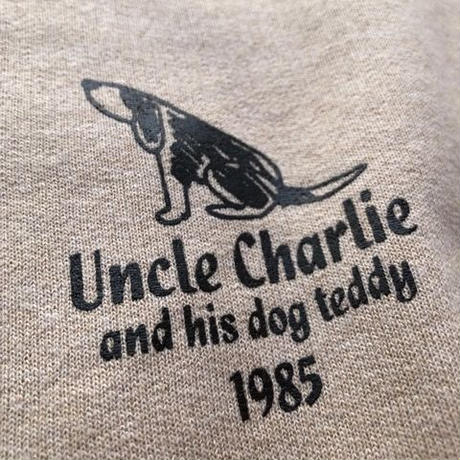 Uncle Charlie
and his dog teddy
1985